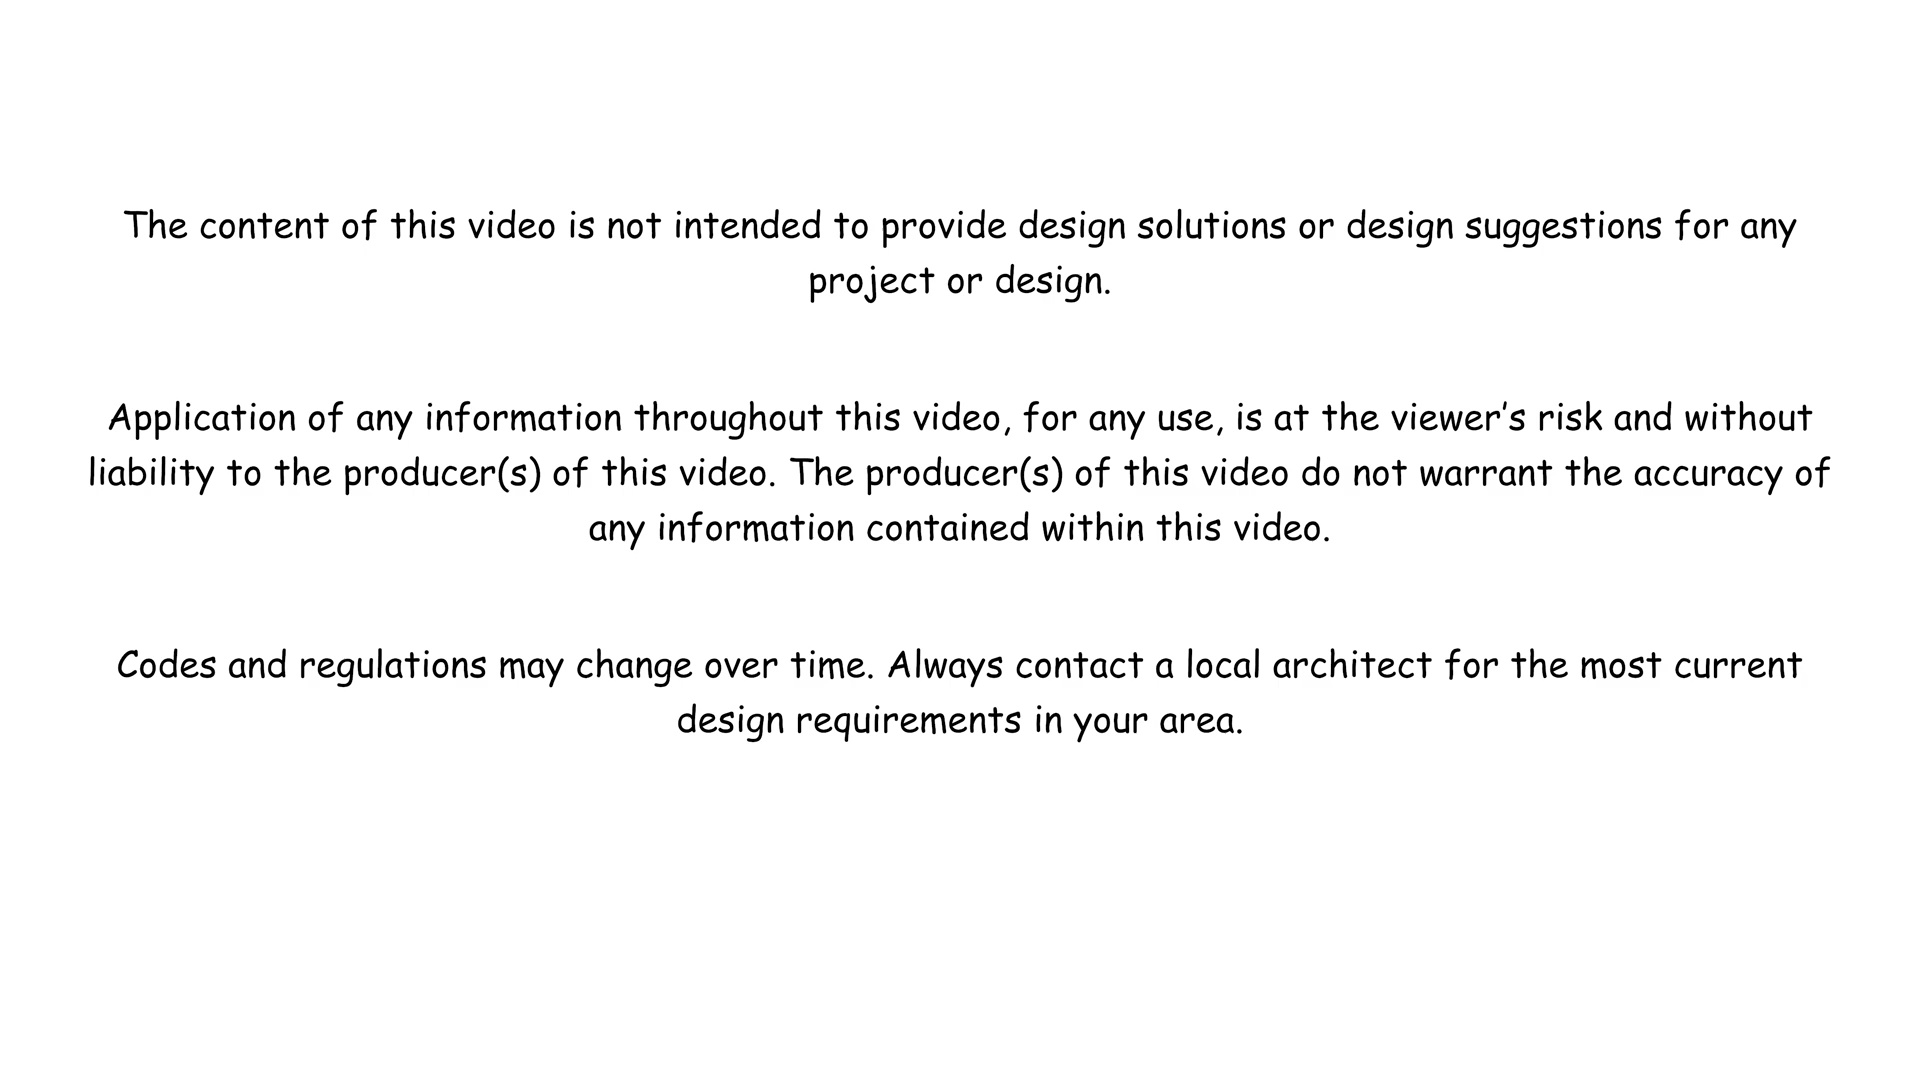 The content of this video is not intended to provide design solutions or design suggestions for any
project or design.
Application of any information throughout this video, for any use, is at the viewer’s risk and without
liability to the producer(s) of this video. The producer(s) of this video do not warrant the accuracy of
any information contained within this video.
Codes and regulations may change over time. Always contact a local architect for the most current
design requirements in your area.